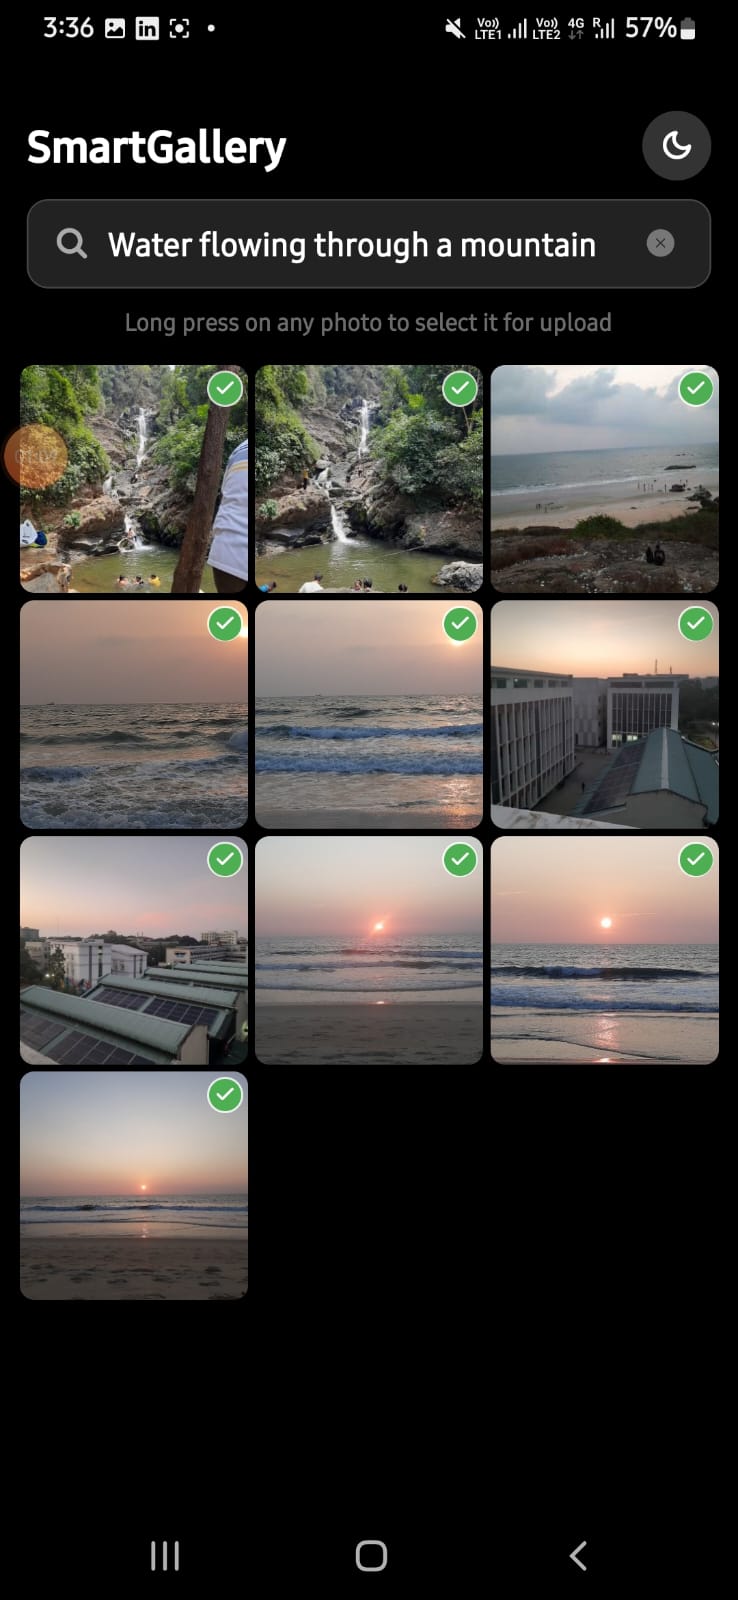 3:36
Vo)) LTE1 Vo)) LTE2 4G R 57%
SmartGallery
Water flowing through a mountain
Long press on any photo to select it for upload